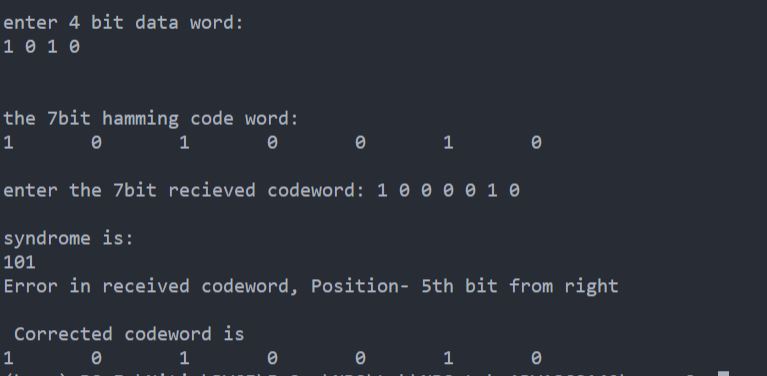 enter 4 bit data word:
1 0 1 0
the 7bit hamming code word:
1 0 1 0 0 1 0
enter the 7bit recieved codeword: 1 0 0 0 0 1 0
syndrome is:
101
Error in received codeword, Position- 5th bit from right
Corrected codeword is
1 0 1 0 0 1 0